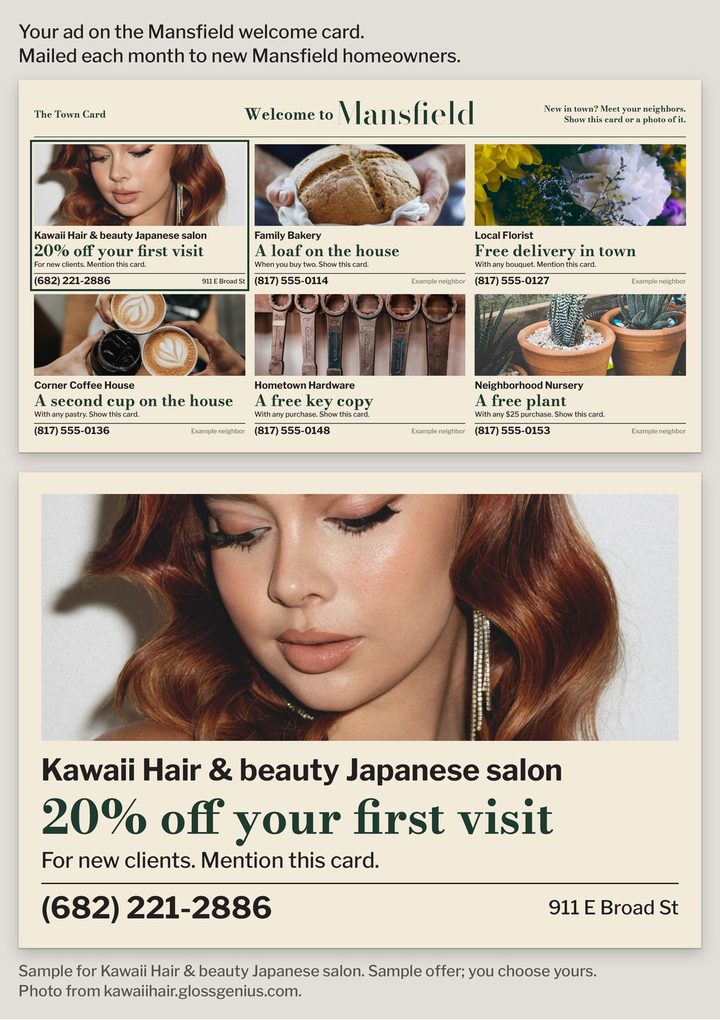 Your ad on the Mansfield welcome card.
Mailed each month to new Mansfield homeowners.
The Town Card
Welcome to Mansfield
New in town? Meet your neighbors.
Show this card or a photo of it.
Kawaii Hair & beauty Japanese salon
20% off your first visit
For new clients. Mention this card.
(682) 221-2886
911 E Broad St
Family Bakery
A loaf on the house
When you buy two. Show this card.
(817) 555-0114
Example neighbor
Local Florist
Free delivery in town
With any bouquet. Mention this card.
(817) 555-0127
Example neighbor
Corner Coffee House
A second cup on the house
With any pastry. Show this card.
(817) 555-0136
Example neighbor
Hometown Hardware
A free key copy
With any purchase. Show this card.
(817) 555-0148
Example neighbor
Neighborhood Nursery
A free plant
With any $25 purchase. Show this card.
(817) 555-0153
Example neighbor
Kawaii Hair & beauty Japanese salon
20% off your first visit
For new clients. Mention this card.
(682) 221-2886
911 E Broad St
Sample for Kawaii Hair & beauty Japanese salon. Sample offer; you choose yours.
Photo from kawaiihair.glossgenius.com.